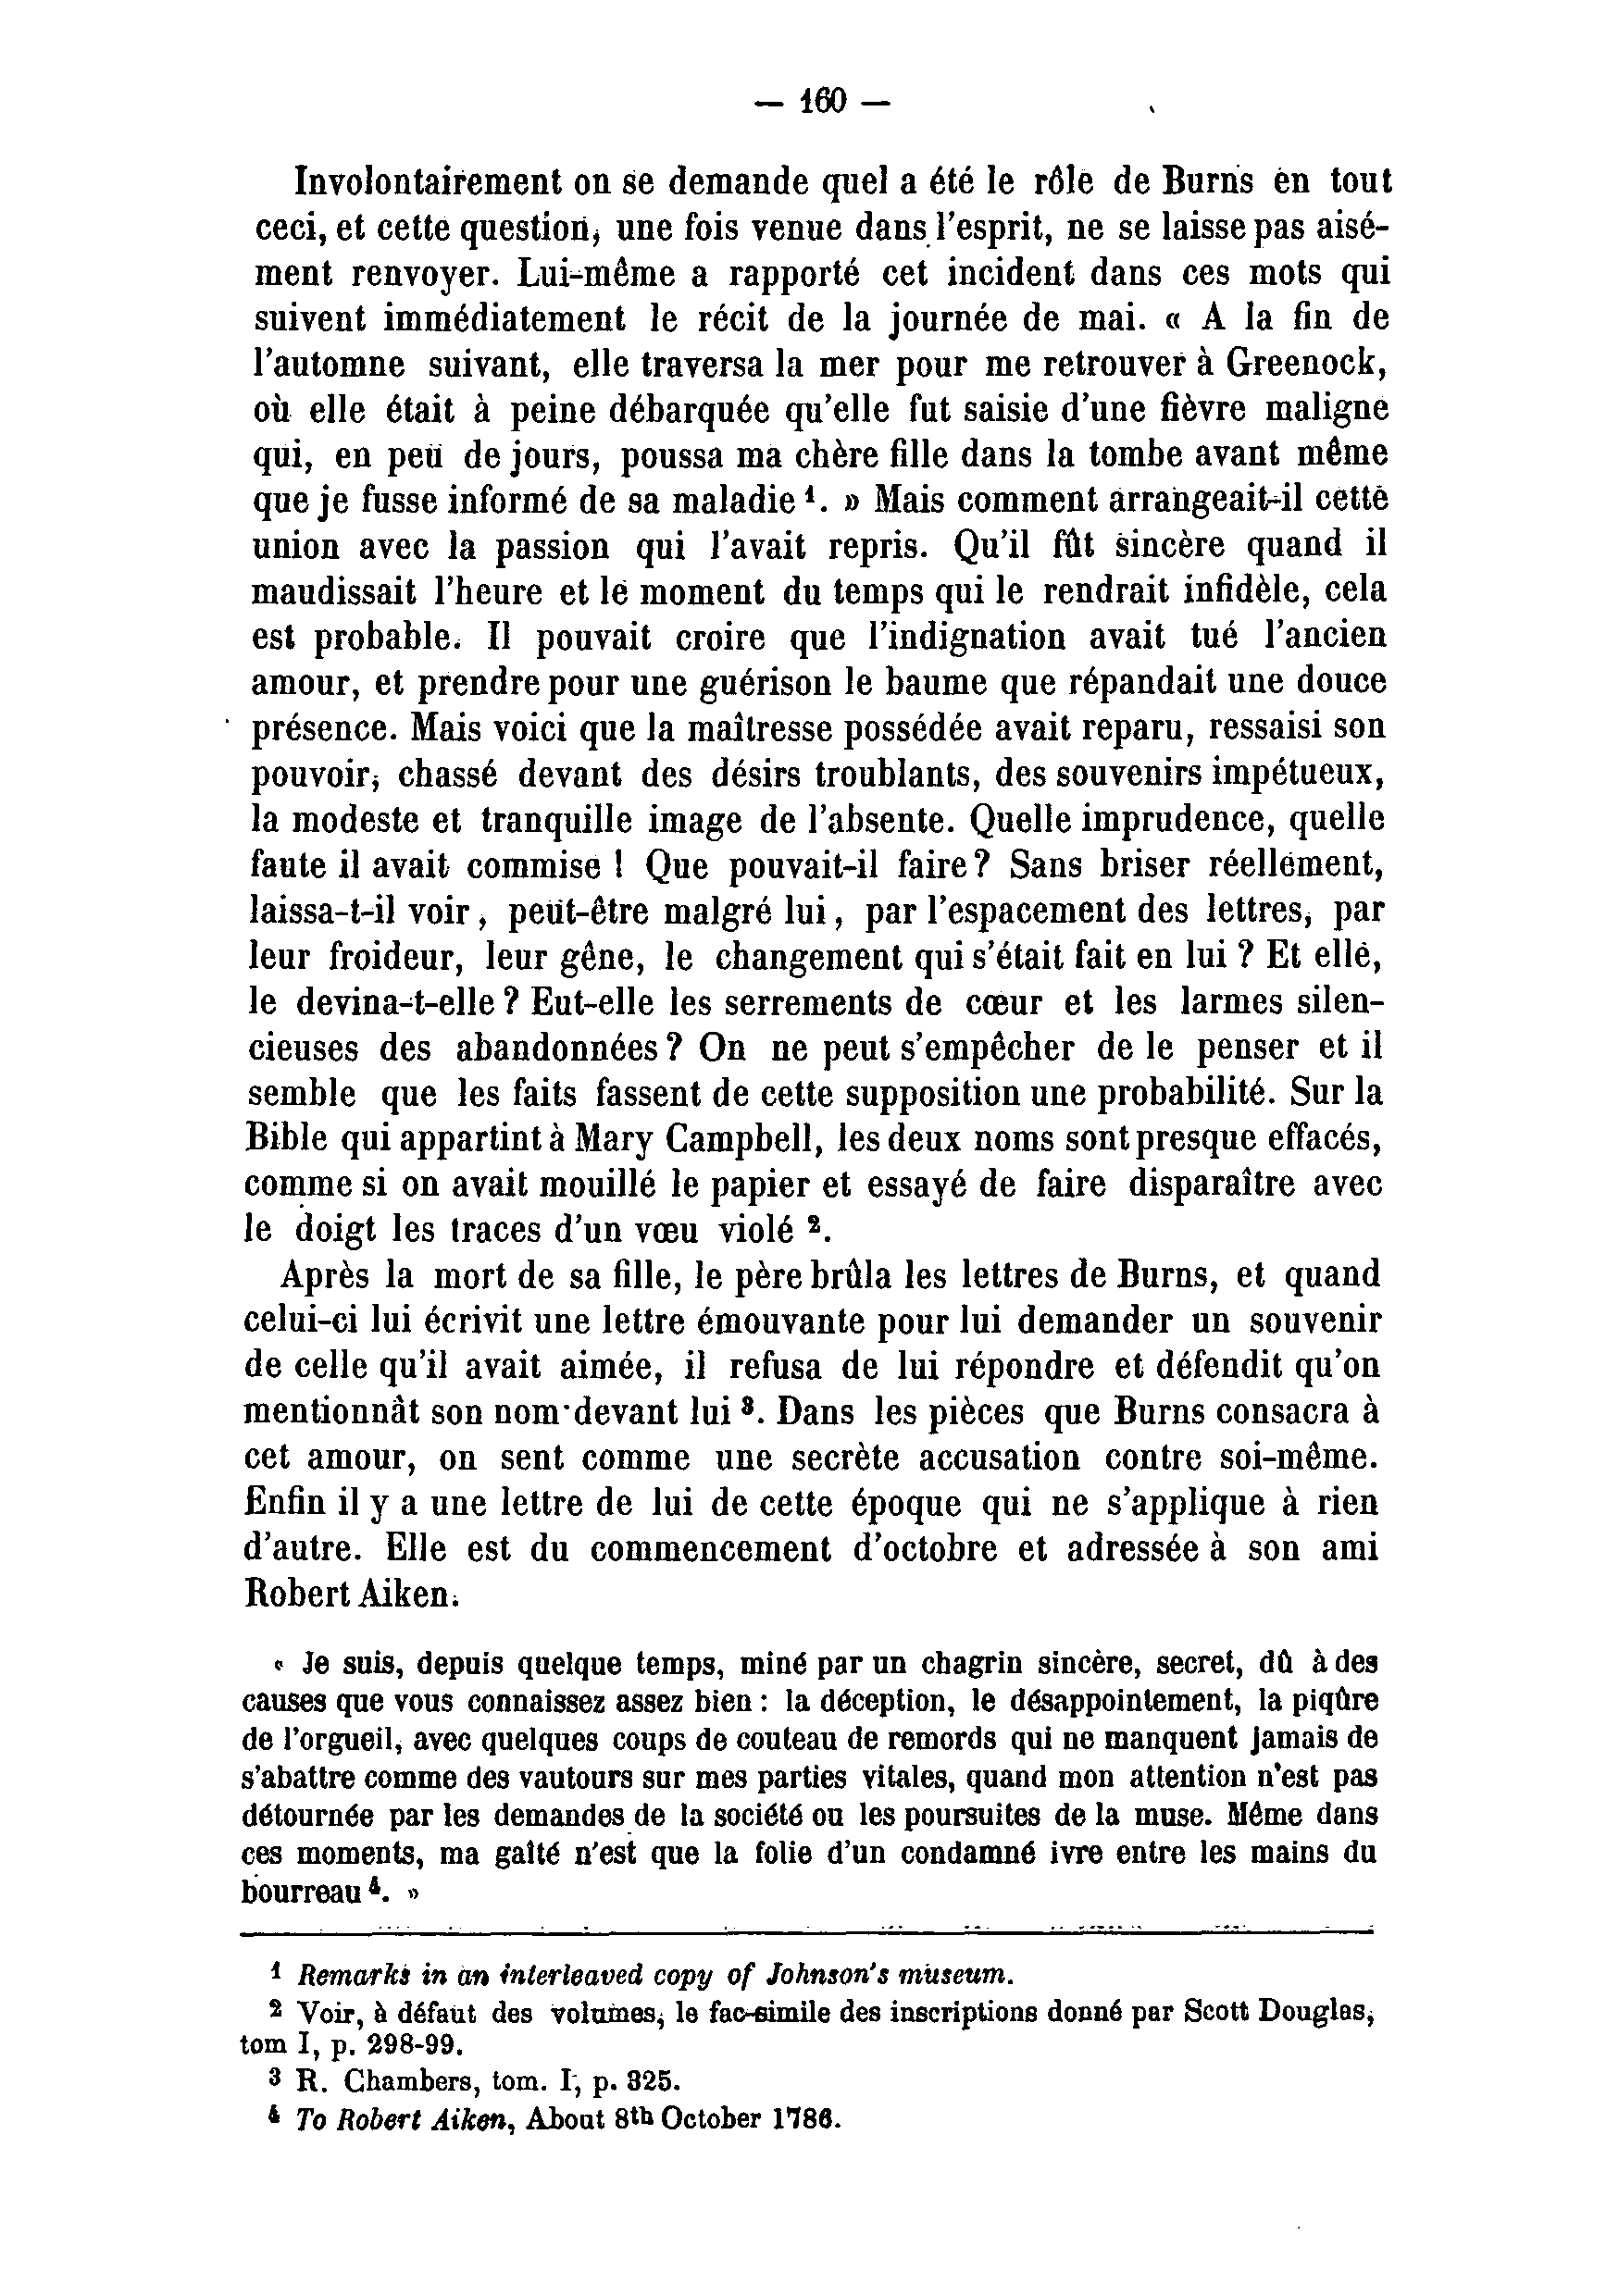 — 160 —
Involontairement on se demande quel a été le rôle de Burns en tout
ceci, et cette question, une fois venue dans l'esprit, ne se laisse pas aisé-
ment renvoyer. Lui-même a rapporté cet incident dans ces mots qui
suivent immédiatement le récit de la journée de mai. « A la fin de
l'automne suivant, elle traversa la mer pour me retrouver à Greenock,
où elle était à peine débarquée qu'elle fut saisie d'une fièvre maligne
qui, en peu de jours, poussa ma chère fille dans la tombe avant même
que je fusse informé de sa maladie ¹. » Mais comment arrangeait-il cette
union avec la passion qui l'avait repris. Qu'il fût sincère quand il
maudissait l'heure et le moment du temps qui le rendrait infidèle, cela
est probable. Il pouvait croire que l'indignation avait tué l'ancien
amour, et prendre pour une guérison le baume que répandait une douce
présence. Mais voici que la maîtresse possédée avait reparu, ressaisi son
pouvoir, chassé devant des désirs troublants, des souvenirs impétueux,
la modeste et tranquille image de l'absente. Quelle imprudence, quelle
faute il avait commise ! Que pouvait-il faire ? Sans briser réellement,
laissa-t-il voir, peut-être malgré lui, par l'espacement des lettres, par
leur froideur, leur gêne, le changement qui s'était fait en lui ? Et elle,
le devina-t-elle ? Eut-elle les serrements de cœur et les larmes silen-
cieuses des abandonnées ? On ne peut s'empêcher de le penser et il
semble que les faits fassent de cette supposition une probabilité. Sur la
Bible qui appartint à Mary Campbell, les deux noms sont presque effacés,
comme si on avait mouillé le papier et essayé de faire disparaître avec
le doigt les traces d'un vœu violé ².
Après la mort de sa fille, le père brûla les lettres de Burns, et quand
celui-ci lui écrivit une lettre émouvante pour lui demander un souvenir
de celle qu'il avait aimée, il refusa de lui répondre et défendit qu'on
mentionnât son nom devant lui ³. Dans les pièces que Burns consacra à
cet amour, on sent comme une secrète accusation contre soi-même.
Enfin il y a une lettre de lui de cette époque qui ne s'applique à rien
d'autre. Elle est du commencement d'octobre et adressée à son ami
Robert Aiken.
« Je suis, depuis quelque temps, miné par un chagrin sincère, secret, dû à des
causes que vous connaissez assez bien : la déception, le désappointement, la piqûre
de l'orgueil, avec quelques coups de couteau de remords qui ne manquent jamais de
s'abattre comme des vautours sur mes parties vitales, quand mon attention n'est pas
détournée par les demandes de la société ou les poursuites de la muse. Même dans
ces moments, ma gaîté n'est que la folie d'un condamné ivre entre les mains du
bourreau ⁴. »
¹ Remarks in an interleaved copy of Johnson's museum.
² Voir, à défaut des volumes, le fac-simile des inscriptions donné par Scott Douglas,
tom I, p. 298-99.
³ R. Chambers, tom. I, p. 325.
⁴ To Robert Aiken, About 8th October 1786.